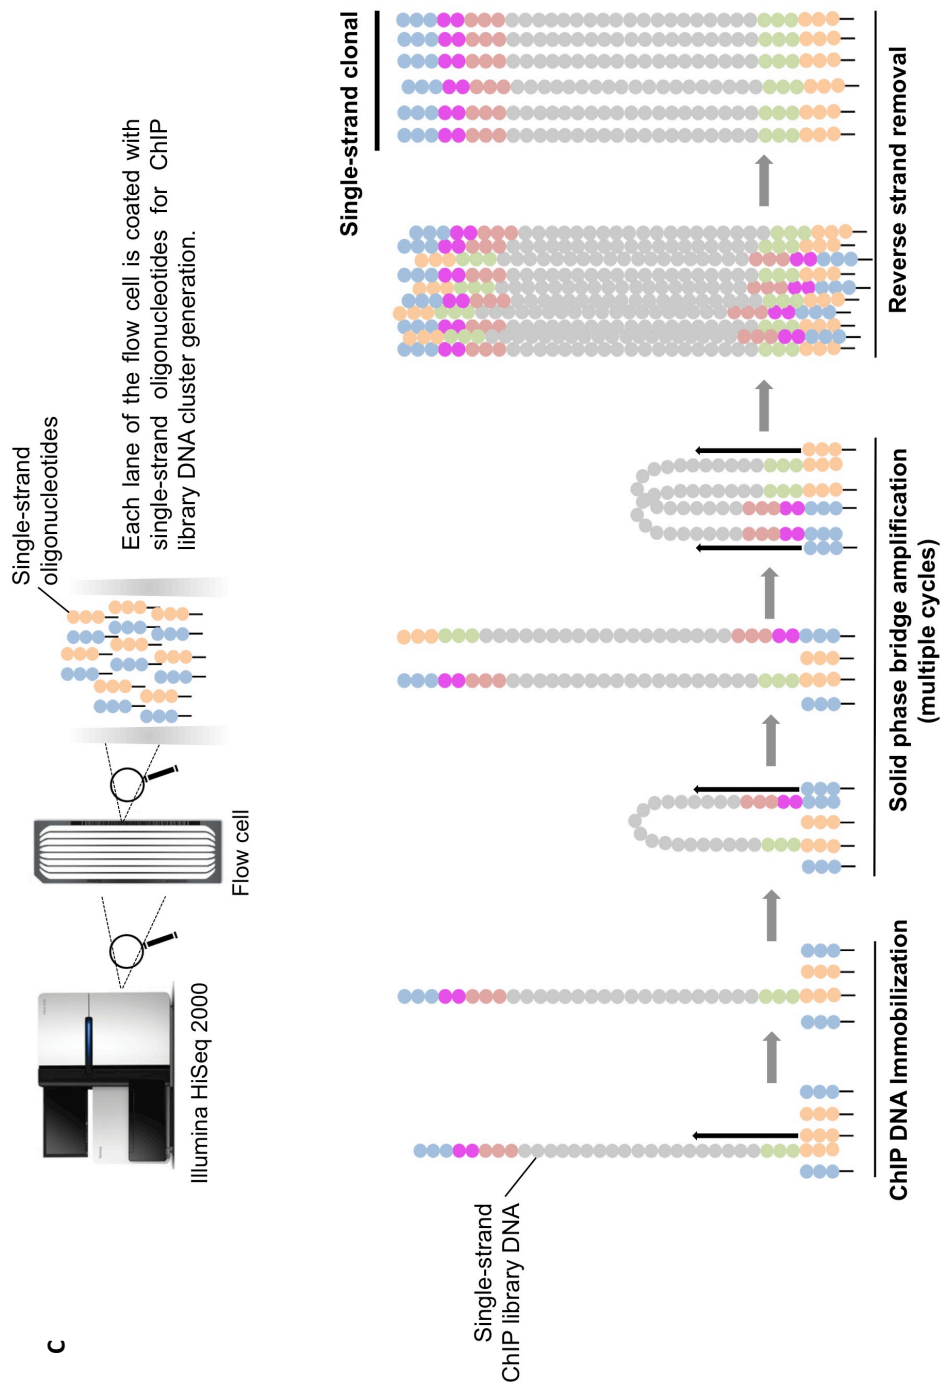 C
Illumina HiSeq 2000
Flow cell
Single-strand
oligonucleotides
Each lane of the flow cell is coated with
single-strand oligonucleotides for ChIP
library DNA cluster generation.
Single-strand
ChIP library DNA
Single-strand clonal
ChIP DNA Immobilization
Solid phase bridge amplification
(multiple cycles)
Reverse strand removal